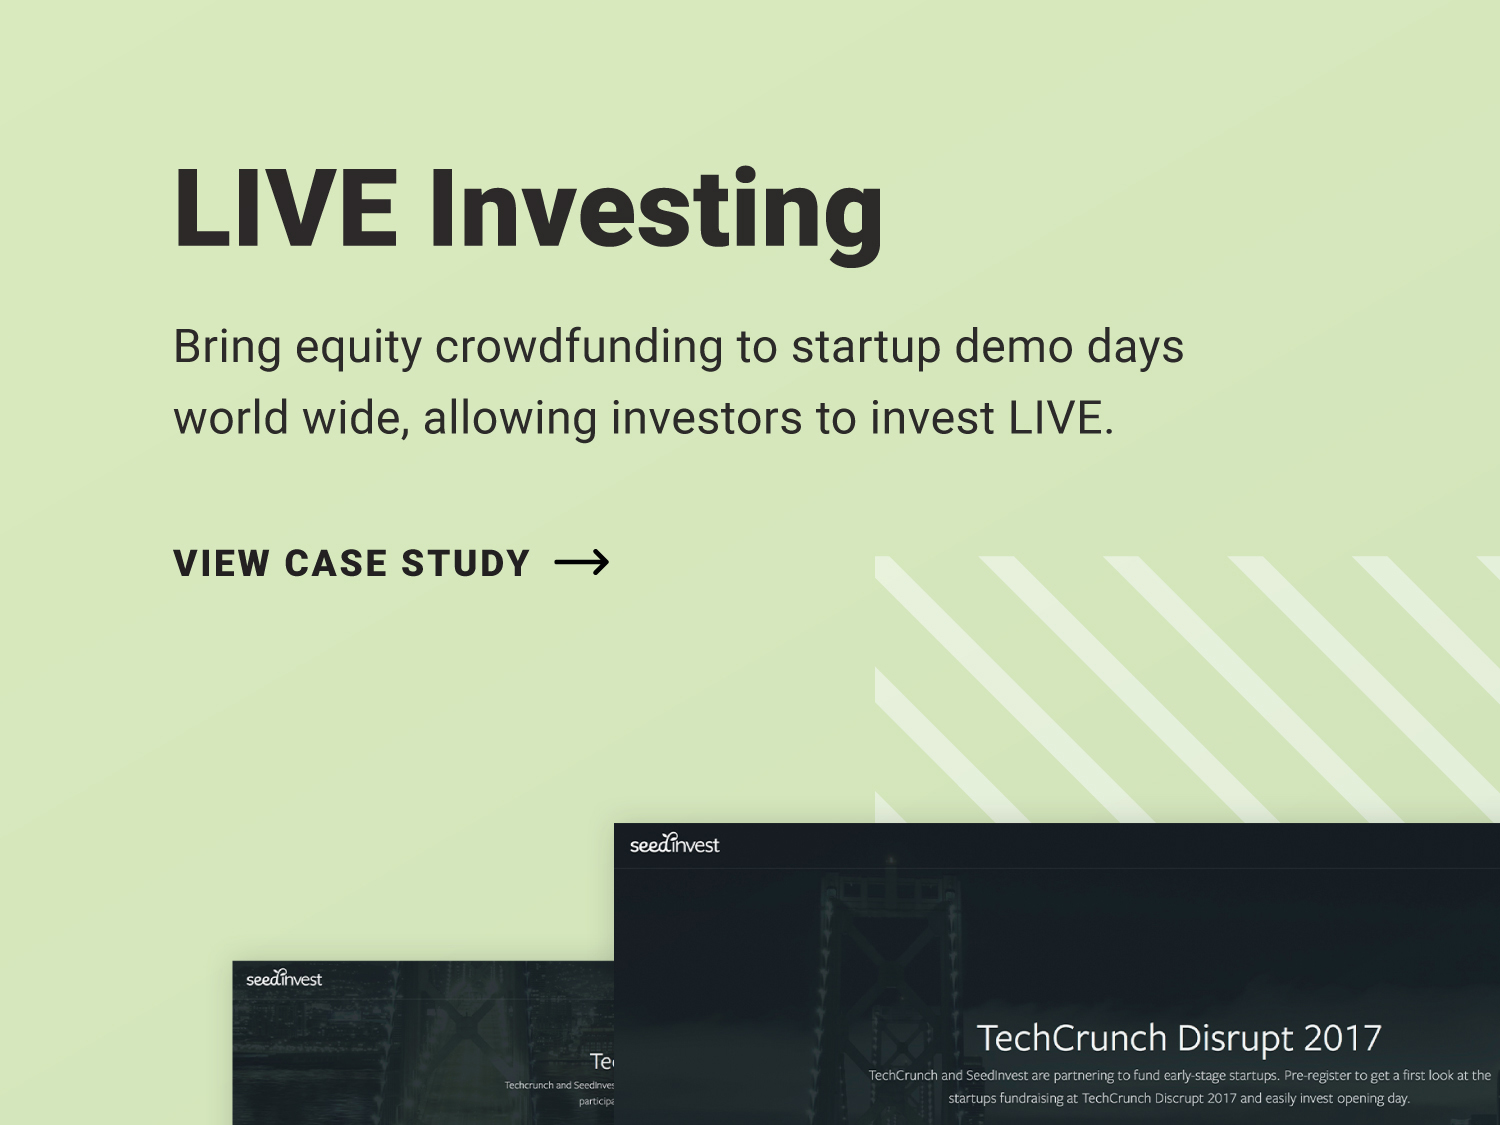 LIVE Investing
Bring equity crowdfunding to startup demo days
world wide, allowing investors to invest LIVE.
VIEW CASE STUDY
seedinvest
TechCrunch Disrupt 2017
TechCrunch and SeedInvest are partnering to fund early-stage startups. Pre-register to get a first look at the
startups fundraising at TechCrunch Discrupt 2017 and easily invest opening day.
seedinvest
Te
Techcrunch and SeedInves
participa